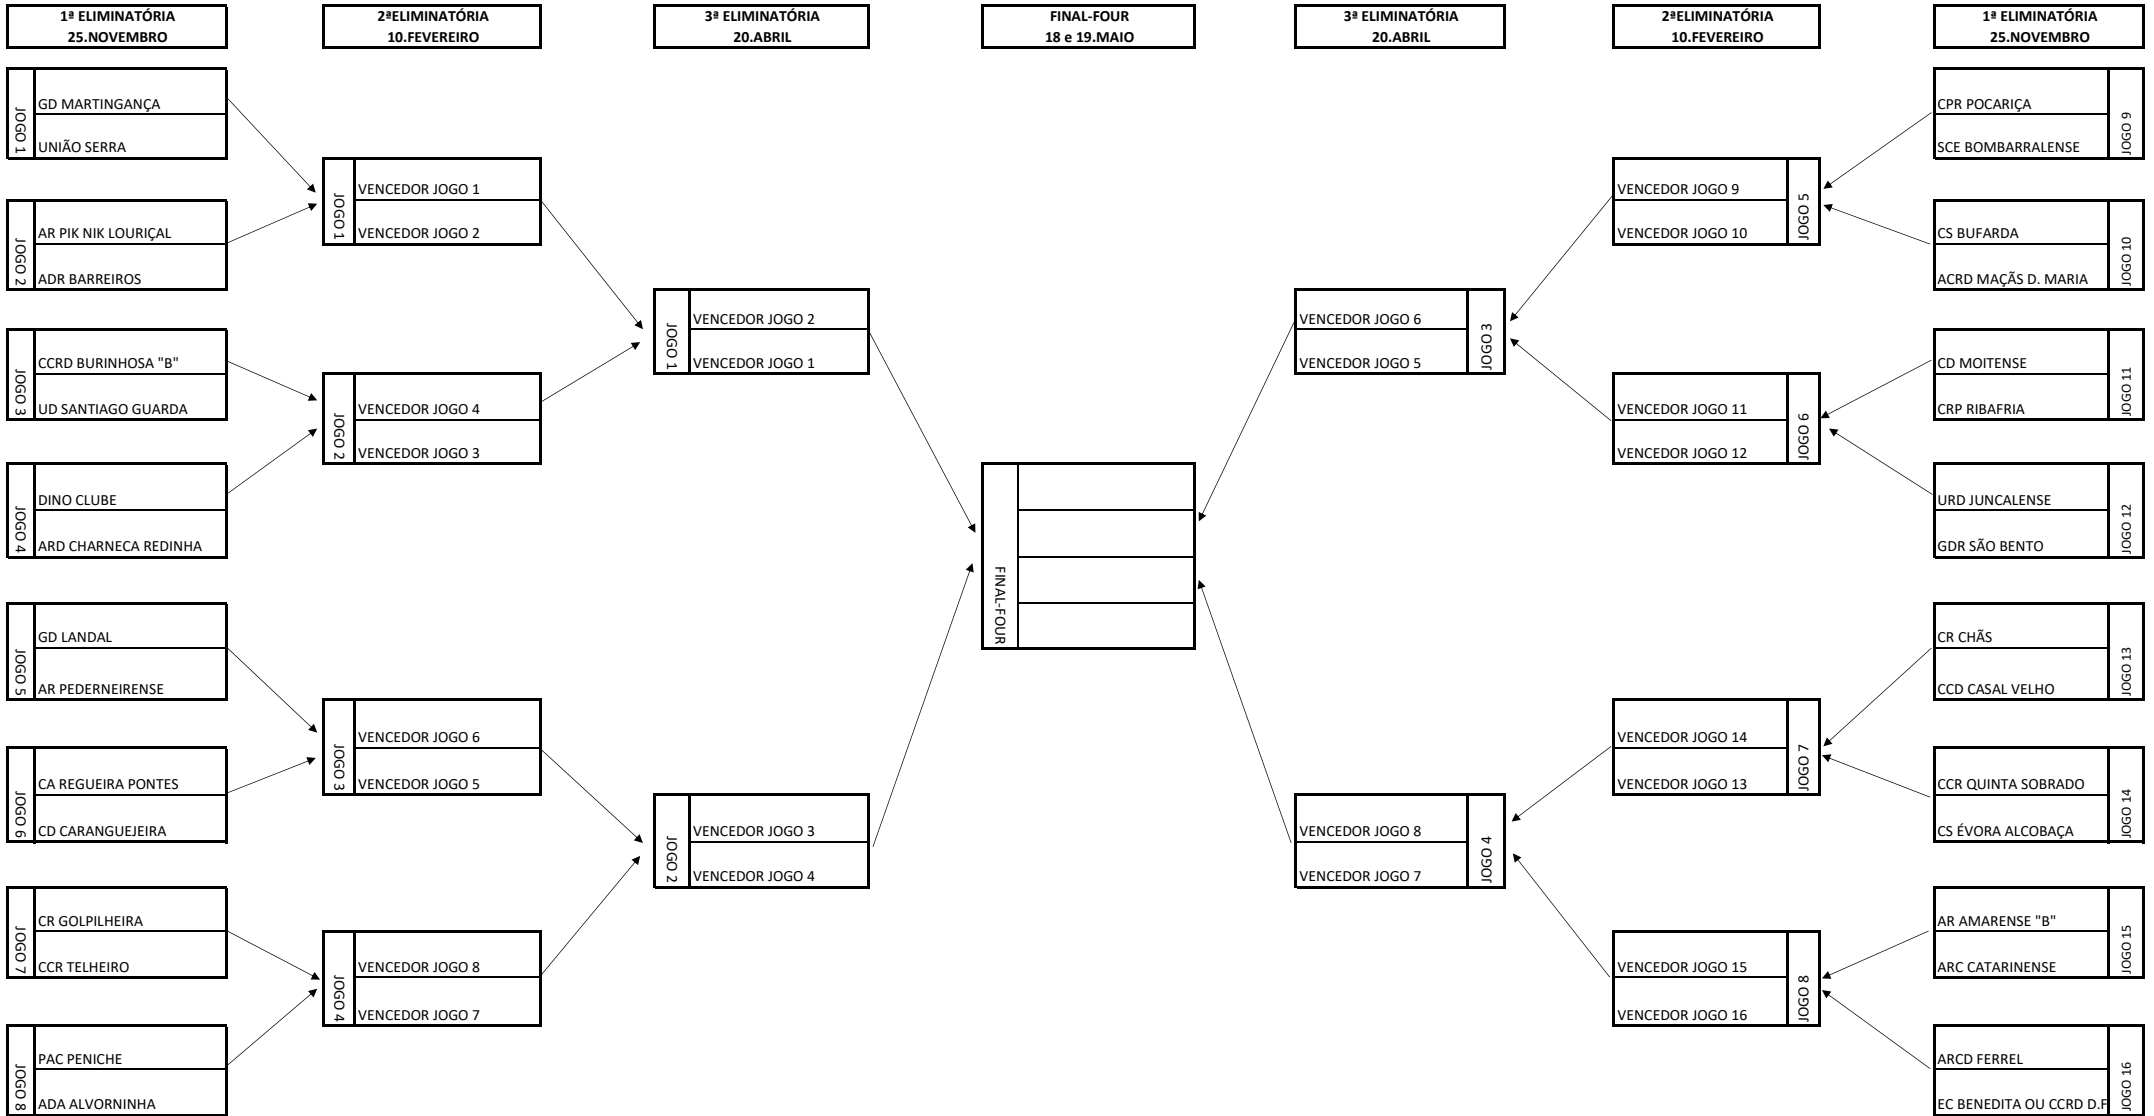 1ª ELIMINATÓRIA
25.NOVEMBRO
2ªELIMINATÓRIA
10.FEVEREIRO
3ª ELIMINATÓRIA
20.ABRIL
FINAL-FOUR
18 e 19.MAIO
3ª ELIMINATÓRIA
20.ABRIL
2ªELIMINATÓRIA
10.FEVEREIRO
1ª ELIMINATÓRIA
25.NOVEMBRO
JOGO 1
GD MARTINGANÇA
UNIÃO SERRA
JOGO 2
AR PIK NIK LOURIÇAL
ADR BARREIROS
JOGO 3
CCRD BURINHOSA "B"
UD SANTIAGO GUARDA
JOGO 4
DINO CLUBE
ARD CHARNECA REDINHA
JOGO 5
GD LANDAL
AR PEDERNEIRENSE
JOGO 6
CA REGUEIRA PONTES
CD CARANGUEJEIRA
JOGO 7
CR GOLPILHEIRA
CCR TELHEIRO
JOGO 8
PAC PENICHE
ADA ALVORNINHA
JOGO 1
VENCEDOR JOGO 1
VENCEDOR JOGO 2
JOGO 2
VENCEDOR JOGO 4
VENCEDOR JOGO 3
JOGO 3
VENCEDOR JOGO 6
VENCEDOR JOGO 5
JOGO 4
VENCEDOR JOGO 8
VENCEDOR JOGO 7
JOGO 1
VENCEDOR JOGO 2
VENCEDOR JOGO 1
JOGO 2
VENCEDOR JOGO 3
VENCEDOR JOGO 4
FINAL-FOUR
VENCEDOR JOGO 6
VENCEDOR JOGO 5
JOGO 3
VENCEDOR JOGO 8
VENCEDOR JOGO 7
JOGO 4
VENCEDOR JOGO 9
VENCEDOR JOGO 10
JOGO 5
VENCEDOR JOGO 11
VENCEDOR JOGO 12
JOGO 6
VENCEDOR JOGO 14
VENCEDOR JOGO 13
JOGO 7
VENCEDOR JOGO 15
VENCEDOR JOGO 16
JOGO 8
CPR POCARIÇA
SCE BOMBARRALENSE
JOGO 9
CS BUFARDA
ACRD MAÇÃS D. MARIA
JOGO 10
CD MOITENSE
CRP RIBAFRIA
JOGO 11
URD JUNCALENSE
GDR SÃO BENTO
JOGO 12
CR CHÃS
CCD CASAL VELHO
JOGO 13
CCR QUINTA SOBRADO
CS ÉVORA ALCOBAÇA
JOGO 14
AR AMARENSE "B"
ARC CATARINENSE
JOGO 15
ARCD FERREL
EC BENEDITA OU CCRD D.F
JOGO 16